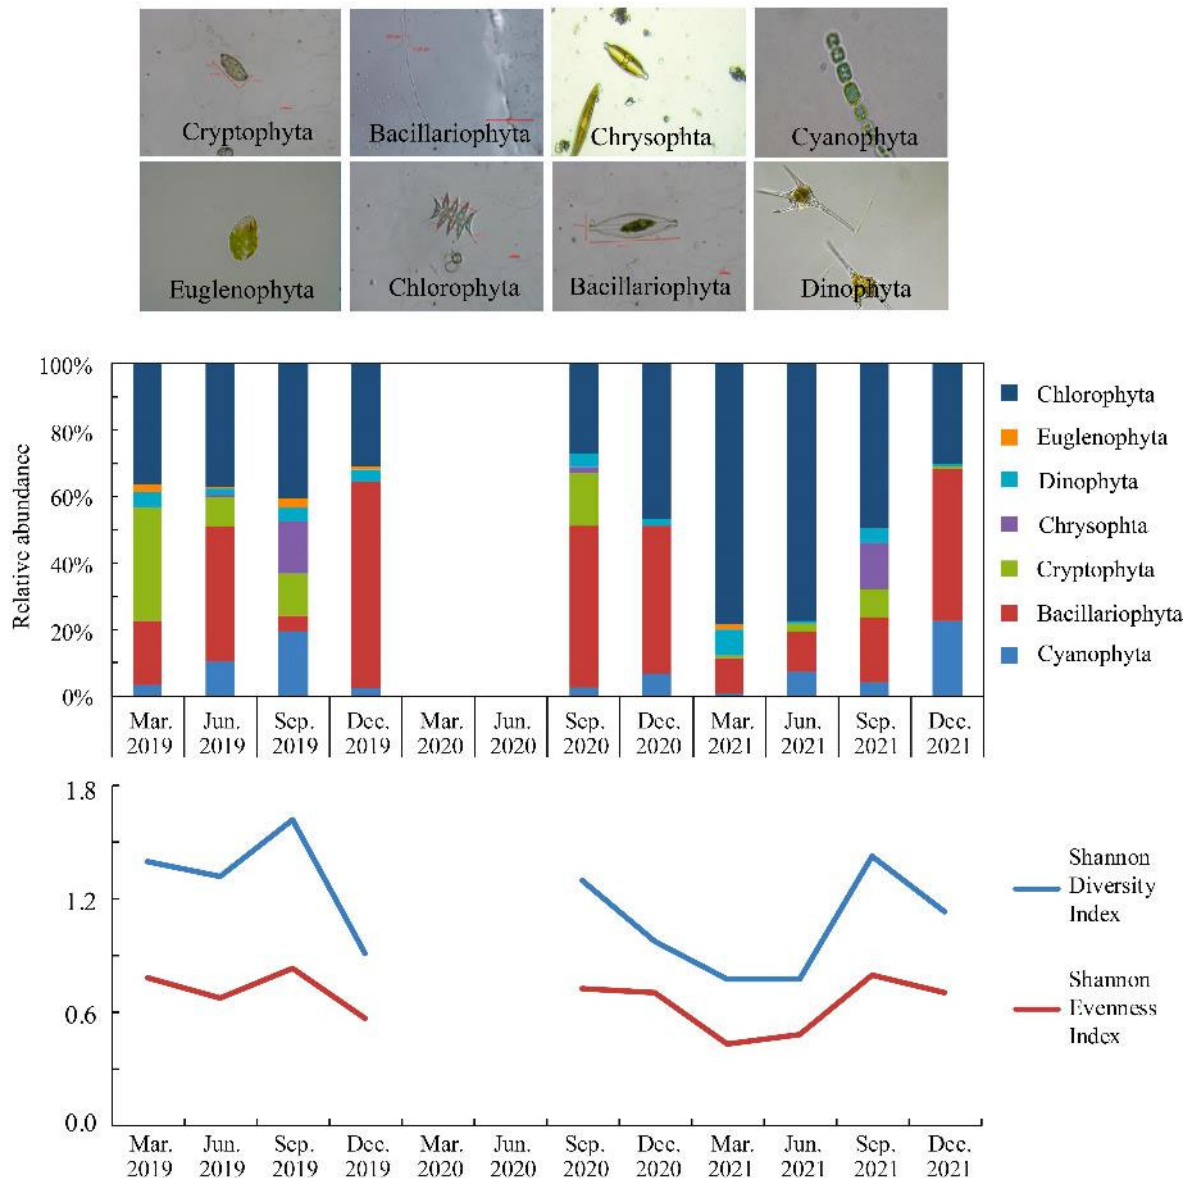 Cryptophyta
Bacillariophyta
Chrysophta
Cyanophyta
Euglenophyta
Chlorophyta
Bacillariophyta
Dinophyta
Relative abundance
100%
80%
60%
40%
20%
0%
Mar. 2019
Jun. 2019
Sep. 2019
Dec. 2019
Mar. 2020
Jun. 2020
Sep. 2020
Dec. 2020
Mar. 2021
Jun. 2021
Sep. 2021
Dec. 2021
Chlorophyta
Euglenophyta
Dinophyta
Chrysophta
Cryptophyta
Bacillariophyta
Cyanophyta
1.8
1.2
0.6
0.0
Mar. 2019
Jun. 2019
Sep. 2019
Dec. 2019
Mar. 2020
Jun. 2020
Sep. 2020
Dec. 2020
Mar. 2021
Jun. 2021
Sep. 2021
Dec. 2021
Shannon
Diversity
Index
Shannon
Evenness
Index